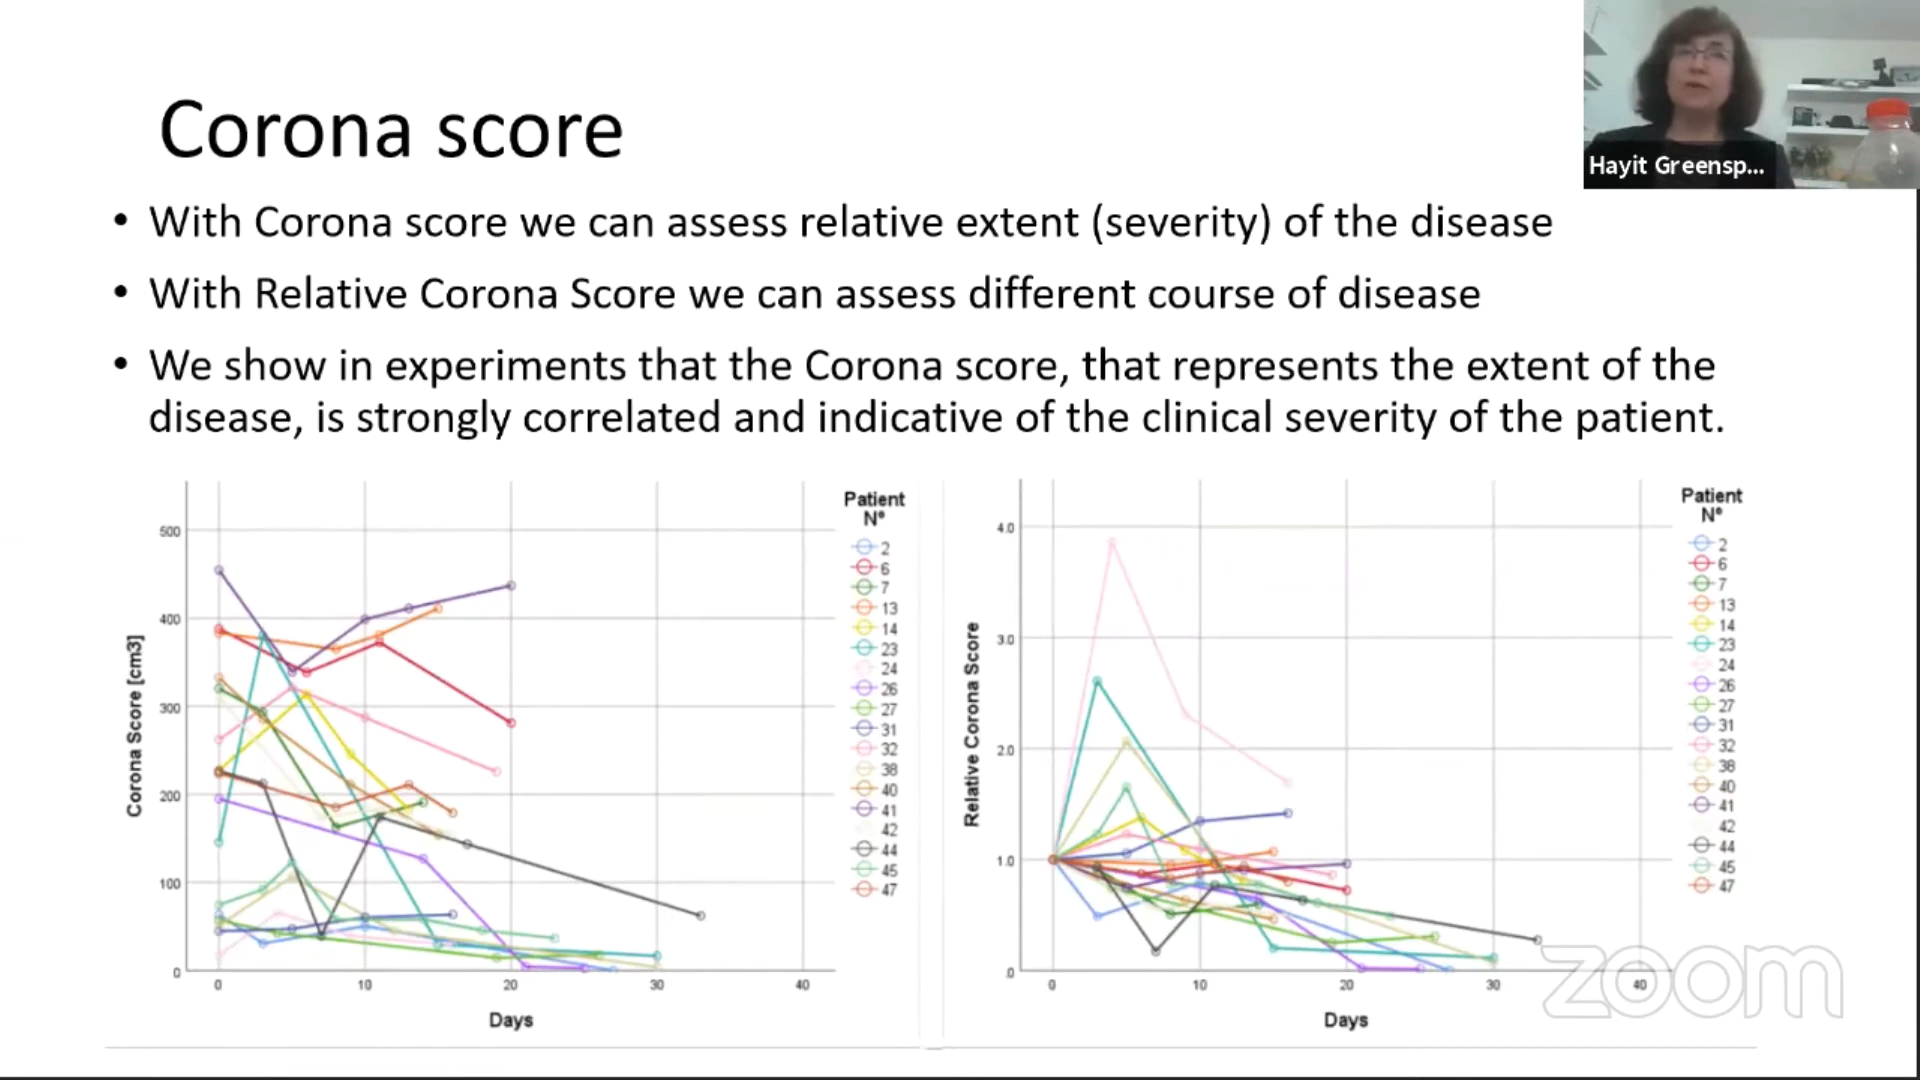 Corona score
Hayit Greensp...
• With Corona score we can assess relative extent (severity) of the disease
• With Relative Corona Score we can assess different course of disease
• We show in experiments that the Corona score, that represents the extent of the
disease, is strongly correlated and indicative of the clinical severity of the patient.
Corona Score [cm3]
500
400
300
200
100
0
0 10 20 30 40
Days
Patient
N°
2
6
7
13
14
23
24
26
27
31
32
38
40
41
42
44
45
47
Relative Corona Score
4.0
3.0
2.0
1.0
.0
0 10 20 30 40
Days
Patient
N°
2
6
7
13
14
23
24
26
27
31
32
38
40
41
42
44
45
47
zoom